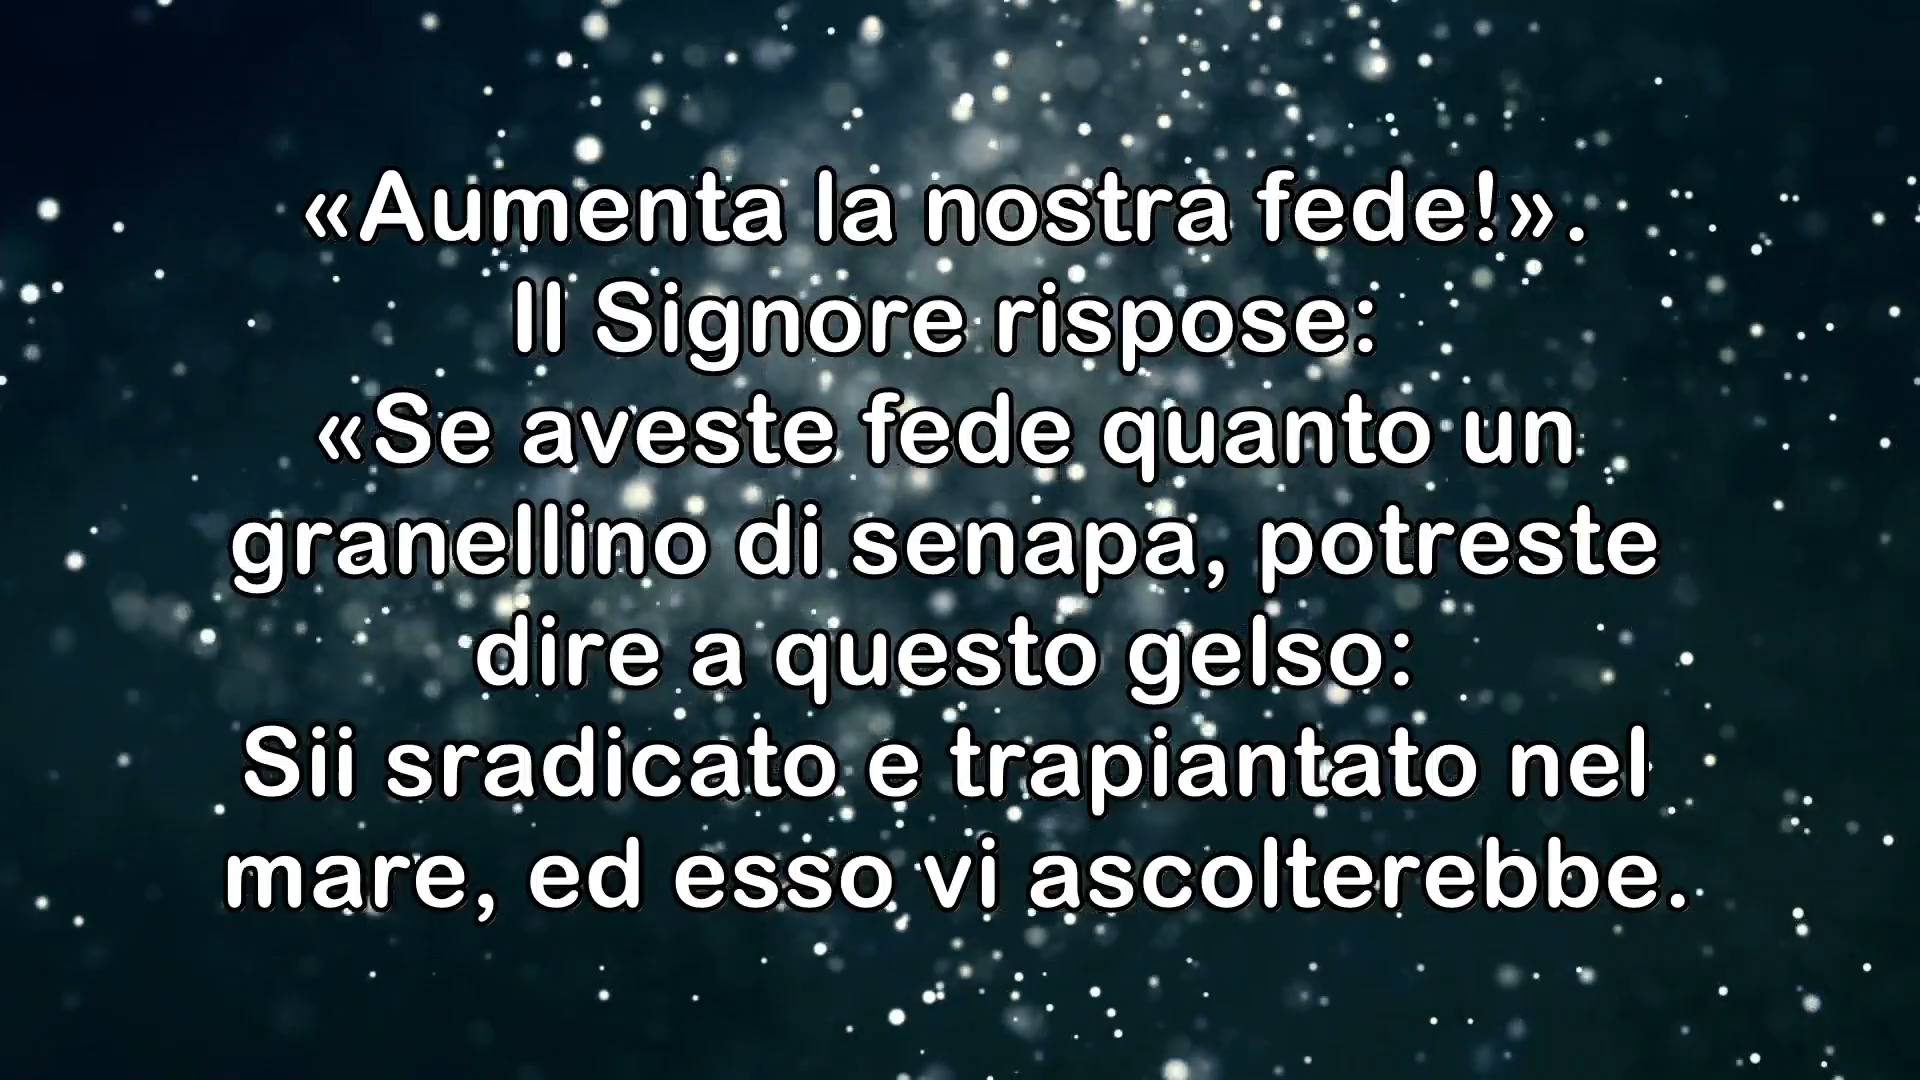 «Aumenta la nostra fede!».
Il Signore rispose:
«Se aveste fede quanto un
granellino di senapa, potreste
dire a questo gelso:
Sii sradicato e trapiantato nel
mare, ed esso vi ascolterebbe.